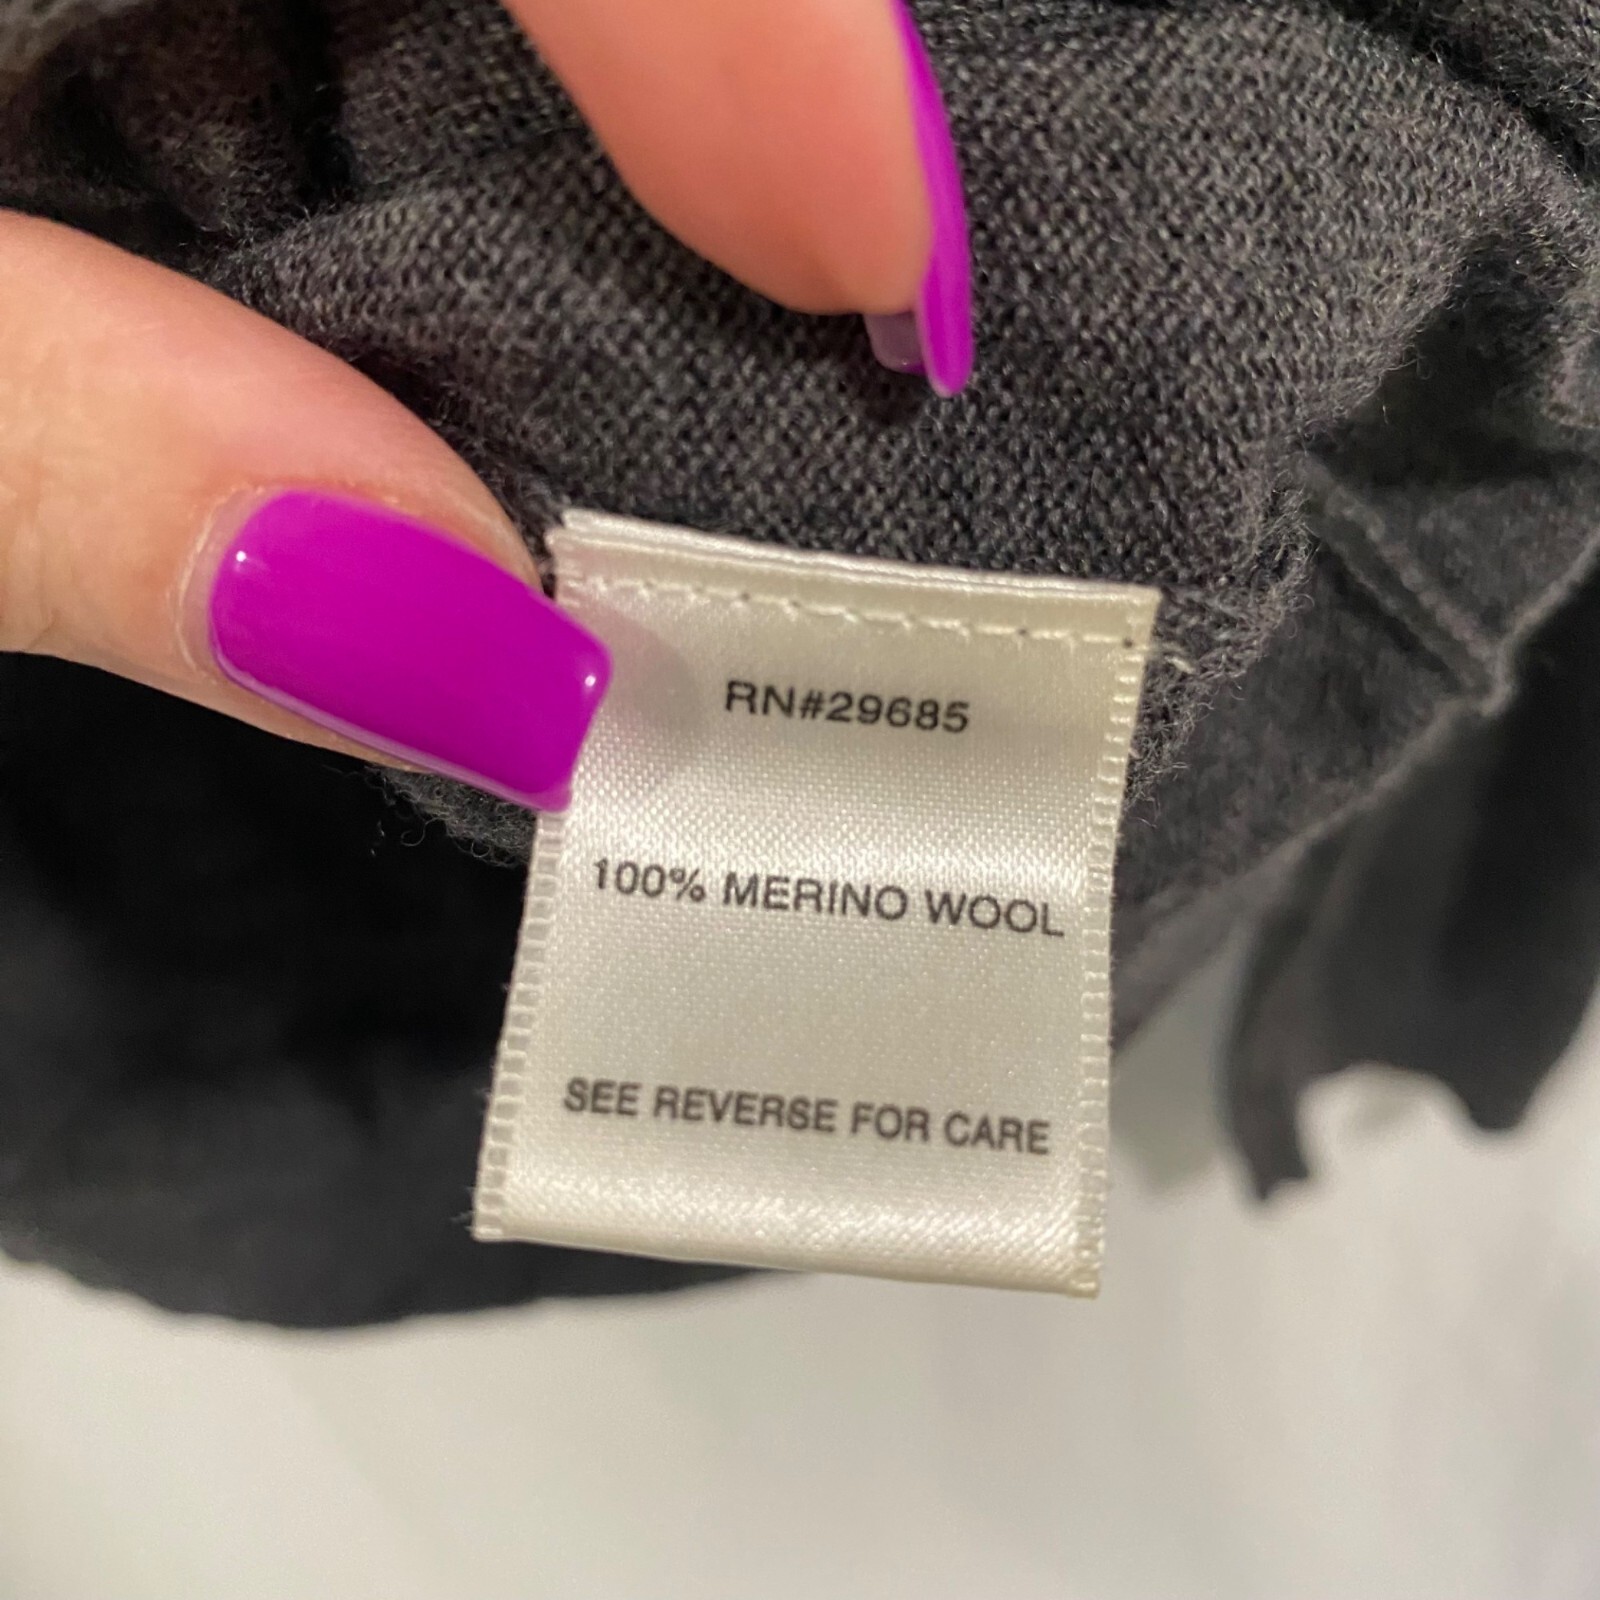 RN#29685
100% MERINO WOOL
SEE REVERSE FOR CARE